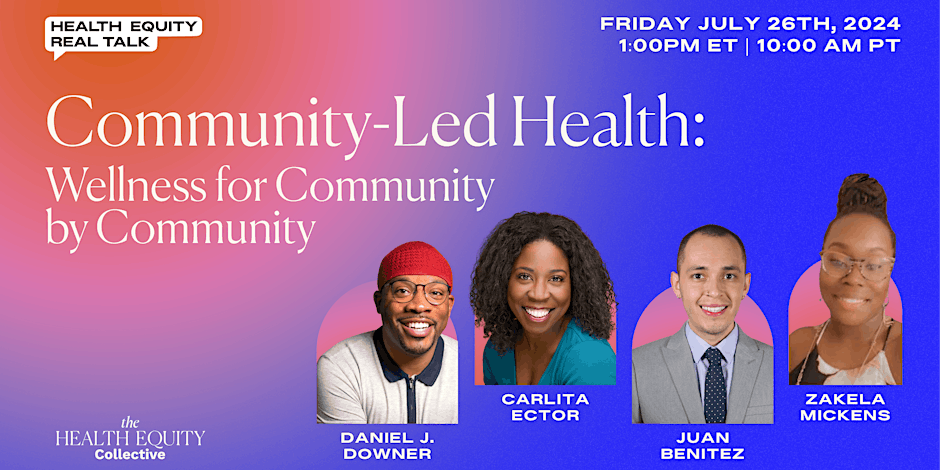 HEALTH EQUITY
REAL TALK
FRIDAY JULY 26TH, 2024
1:00PM ET | 10:00 AM PT
Community-Led Health:
Wellness for Community
by Community
CARLITA
ECTOR
ZAKELA
MICKENS
DANIEL J.
DOWNER
JUAN
BENITEZ
the
HEALTH EQUITY
Collective